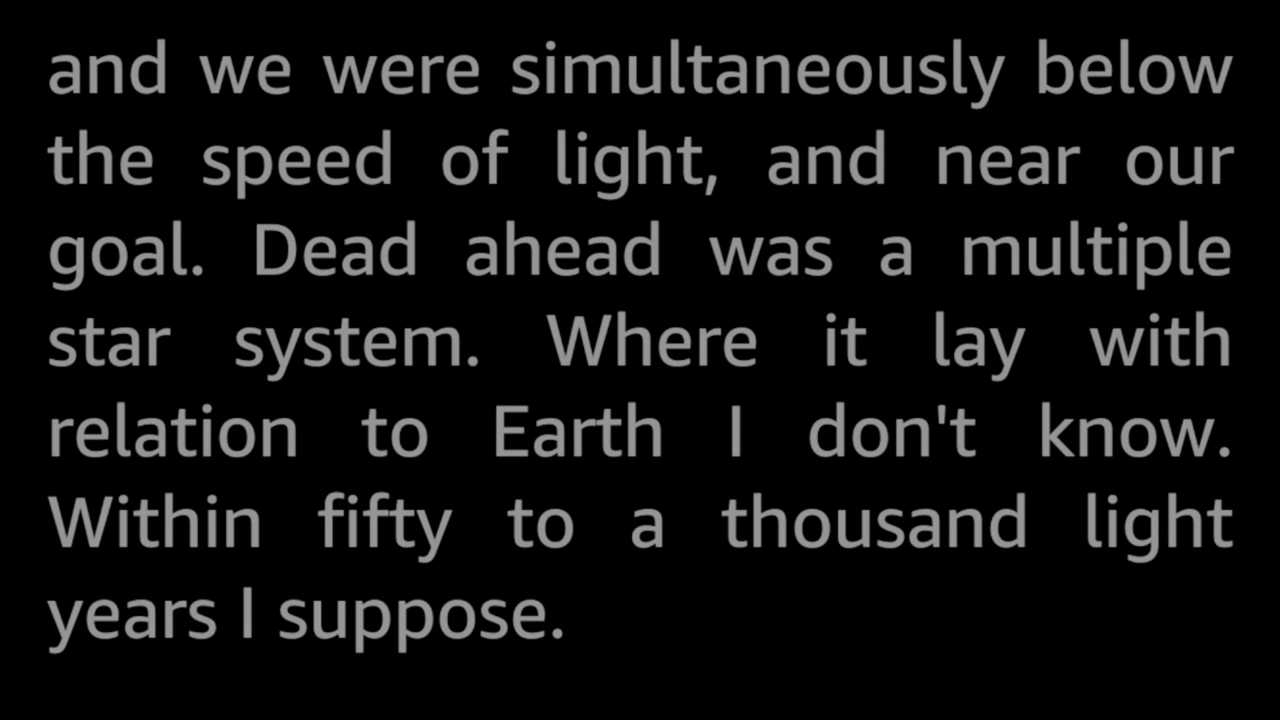 and we were simultaneously below
the speed of light, and near our
goal. Dead ahead was a multiple
star system. Where it lay with
relation to Earth I don't know.
Within fifty to a thousand light
years I suppose.